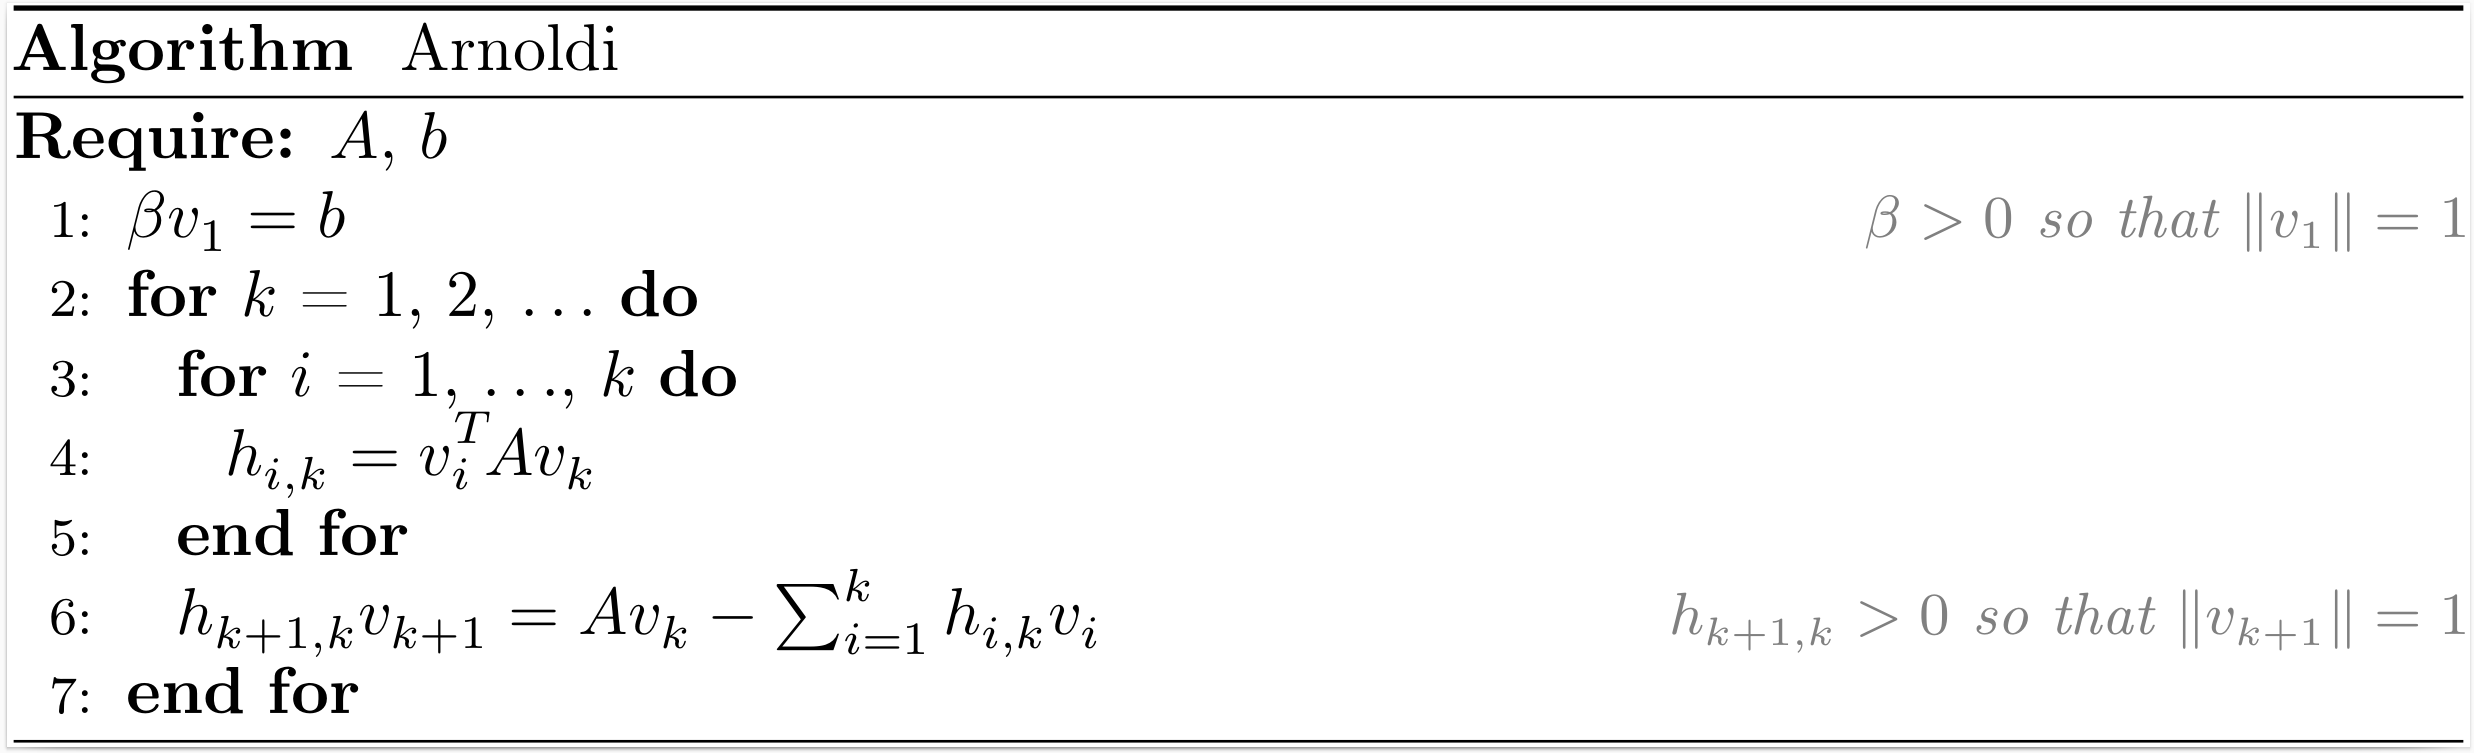 Algorithm Arnoldi
Require: A, b
1: βv₁ = b β > 0 so that ‖v₁‖ = 1
2: for k = 1, 2, … do
3: for i = 1, …, k do
4: h_{i,k} = v_i^T Av_k
5: end for
6: h_{k+1,k}v_{k+1} = Av_k − ∑_{i=1}^{k} h_{i,k}v_i h_{k+1,k} > 0 so that ‖v_{k+1}‖ = 1
7: end for